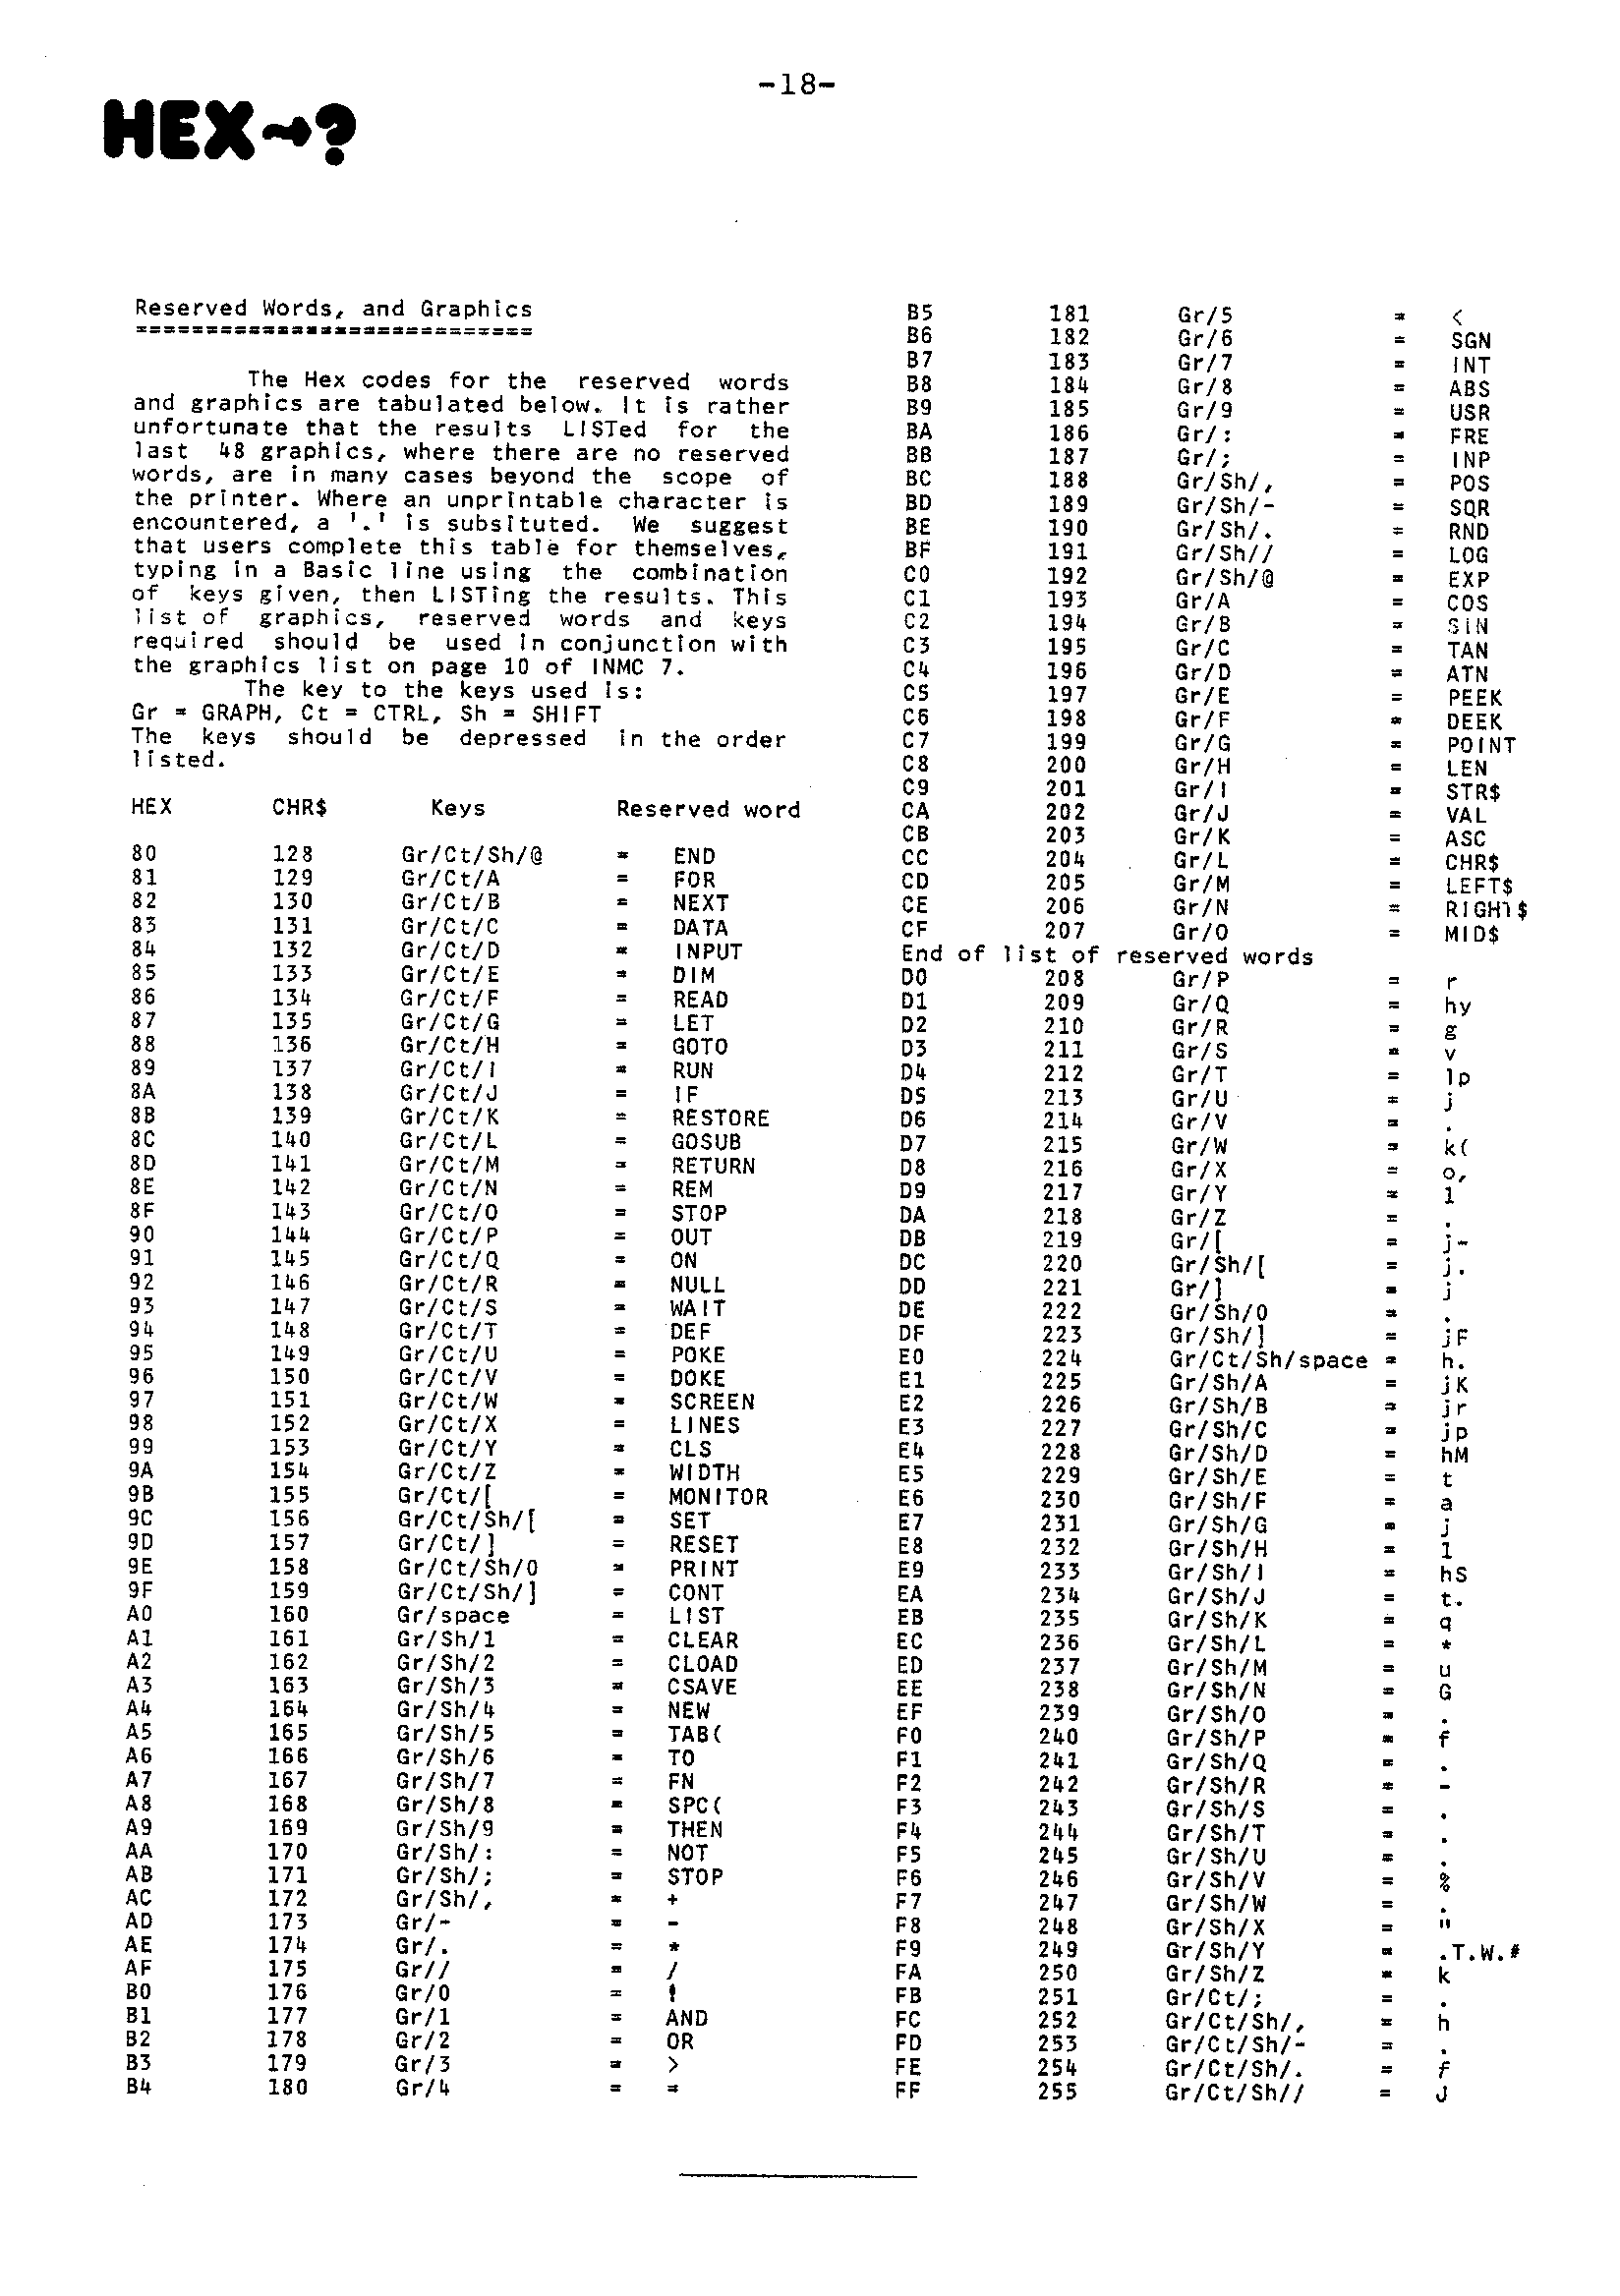 -18-
HEX→?
Reserved Words, and Graphics
============================
The Hex codes for the reserved words
and graphics are tabulated below. It is rather
unfortunate that the results LISTed for the
last 48 graphics, where there are no reserved
words, are in many cases beyond the scope of
the printer. Where an unprintable character is
encountered, a '.' is substituted. We suggest
that users complete this table for themselves,
typing in a Basic line using the combination
of keys given, then LISTing the results. This
list of graphics, reserved words and keys
required should be used in conjunction with
the graphics list on page 10 of INMC 7.
The key to the keys used is:
Gr = GRAPH, Ct = CTRL, Sh = SHIFT
The keys should be depressed in the order
listed.
HEX CHR$ Keys Reserved word
80 128 Gr/Ct/Sh/@ = END
81 129 Gr/Ct/A = FOR
82 130 Gr/Ct/B = NEXT
83 131 Gr/Ct/C = DATA
84 132 Gr/Ct/D = INPUT
85 133 Gr/Ct/E = DIM
86 134 Gr/Ct/F = READ
87 135 Gr/Ct/G = LET
88 136 Gr/Ct/H = GOTO
89 137 Gr/Ct/I = RUN
8A 138 Gr/Ct/J = IF
8B 139 Gr/Ct/K = RESTORE
8C 140 Gr/Ct/L = GOSUB
8D 141 Gr/Ct/M = RETURN
8E 142 Gr/Ct/N = REM
8F 143 Gr/Ct/O = STOP
90 144 Gr/Ct/P = OUT
91 145 Gr/Ct/Q = ON
92 146 Gr/Ct/R = NULL
93 147 Gr/Ct/S = WAIT
94 148 Gr/Ct/T = DEF
95 149 Gr/Ct/U = POKE
96 150 Gr/Ct/V = DOKE
97 151 Gr/Ct/W = SCREEN
98 152 Gr/Ct/X = LINES
99 153 Gr/Ct/Y = CLS
9A 154 Gr/Ct/Z = WIDTH
9B 155 Gr/Ct/[ = MONITOR
9C 156 Gr/Ct/Sh/[ = SET
9D 157 Gr/Ct/] = RESET
9E 158 Gr/Ct/Sh/0 = PRINT
9F 159 Gr/Ct/Sh/] = CONT
A0 160 Gr/space = LIST
A1 161 Gr/Sh/1 = CLEAR
A2 162 Gr/Sh/2 = CLOAD
A3 163 Gr/Sh/3 = CSAVE
A4 164 Gr/Sh/4 = NEW
A5 165 Gr/Sh/5 = TAB(
A6 166 Gr/Sh/6 = TO
A7 167 Gr/Sh/7 = FN
A8 168 Gr/Sh/8 = SPC(
A9 169 Gr/Sh/9 = THEN
AA 170 Gr/Sh/: = NOT
AB 171 Gr/Sh/; = STOP
AC 172 Gr/Sh/, = +
AD 173 Gr/- = -
AE 174 Gr/. = *
AF 175 Gr// = /
B0 176 Gr/0 = ↑
B1 177 Gr/1 = AND
B2 178 Gr/2 = OR
B3 179 Gr/3 = >
B4 180 Gr/4 = =
B5 181 Gr/5 = <
B6 182 Gr/6 = SGN
B7 183 Gr/7 = INT
B8 184 Gr/8 = ABS
B9 185 Gr/9 = USR
BA 186 Gr/: = FRE
BB 187 Gr/; = INP
BC 188 Gr/Sh/, = POS
BD 189 Gr/Sh/- = SQR
BE 190 Gr/Sh/. = RND
BF 191 Gr/Sh// = LOG
C0 192 Gr/Sh/@ = EXP
C1 193 Gr/A = COS
C2 194 Gr/B = SIN
C3 195 Gr/C = TAN
C4 196 Gr/D = ATN
C5 197 Gr/E = PEEK
C6 198 Gr/F = DEEK
C7 199 Gr/G = POINT
C8 200 Gr/H = LEN
C9 201 Gr/I = STR$
CA 202 Gr/J = VAL
CB 203 Gr/K = ASC
CC 204 Gr/L = CHR$
CD 205 Gr/M = LEFT$
CE 206 Gr/N = RIGHT$
CF 207 Gr/O = MID$
End of list of reserved words
D0 208 Gr/P = r
D1 209 Gr/Q = hy
D2 210 Gr/R = g
D3 211 Gr/S = v
D4 212 Gr/T = lp
D5 213 Gr/U = j
D6 214 Gr/V = .
D7 215 Gr/W = k(
D8 216 Gr/X = o,
D9 217 Gr/Y = l
DA 218 Gr/Z = .
DB 219 Gr/[ = j-
DC 220 Gr/Sh/[ = j.
DD 221 Gr/] = j
DE 222 Gr/Sh/0 = .
DF 223 Gr/Sh/] = jF
E0 224 Gr/Ct/Sh/space = h.
E1 225 Gr/Sh/A = jK
E2 226 Gr/Sh/B = jr
E3 227 Gr/Sh/C = jp
E4 228 Gr/Sh/D = hM
E5 229 Gr/Sh/E = t
E6 230 Gr/Sh/F = a
E7 231 Gr/Sh/G = j
E8 232 Gr/Sh/H = l
E9 233 Gr/Sh/I = hS
EA 234 Gr/Sh/J = t.
EB 235 Gr/Sh/K = q
EC 236 Gr/Sh/L = *
ED 237 Gr/Sh/M = u
EE 238 Gr/Sh/N = G
EF 239 Gr/Sh/O = .
F0 240 Gr/Sh/P = f
F1 241 Gr/Sh/Q = .
F2 242 Gr/Sh/R = -
F3 243 Gr/Sh/S = .
F4 244 Gr/Sh/T = .
F5 245 Gr/Sh/U = .
F6 246 Gr/Sh/V = %
F7 247 Gr/Sh/W = .
F8 248 Gr/Sh/X = "
F9 249 Gr/Sh/Y = .T.W.#
FA 250 Gr/Sh/Z = k
FB 251 Gr/Ct/; = .
FC 252 Gr/Ct/Sh/, = h
FD 253 Gr/Ct/Sh/- = .
FE 254 Gr/Ct/Sh/. = f
FF 255 Gr/Ct/Sh// = J